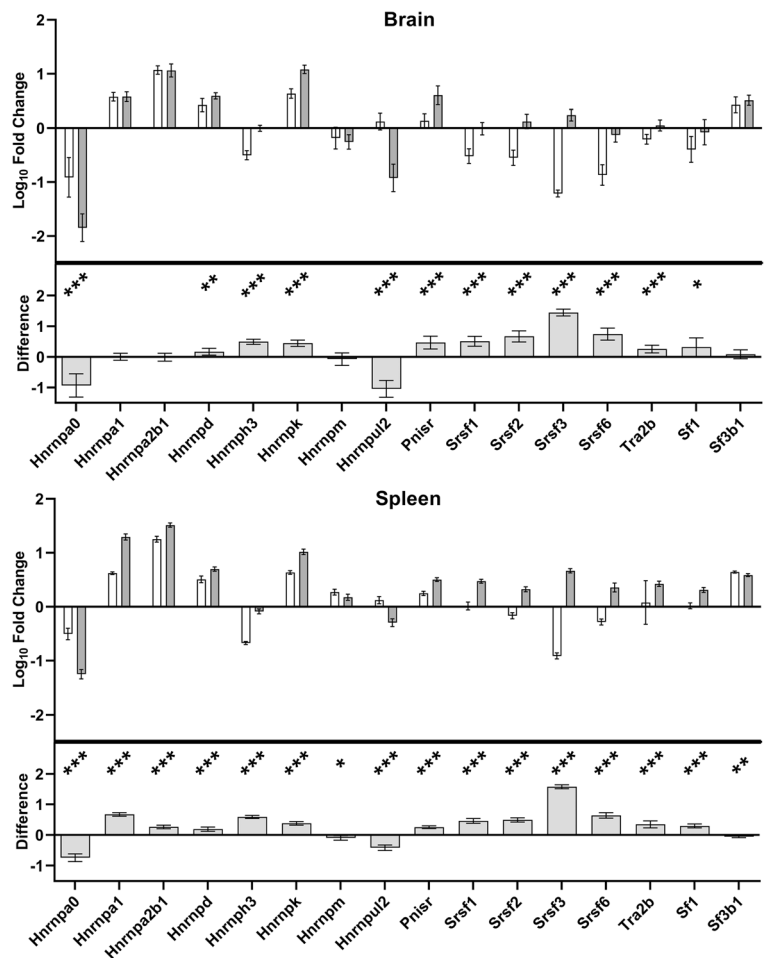 Brain
Log10 Fold Change
2
1
0
-1
-2
Difference
2
1
0
-1
*** ** *** *** *** *** *** *** *** *** *** *
Hnrnpa0 Hnrnpa1 Hnrnpa2b1 Hnrnpd Hnrnph3 Hnrnpk Hnrnpm Hnrnpul2 Pnisr Srsf1 Srsf2 Srsf3 Srsf6 Tra2b Sf1 Sf3b1
Spleen
Log10 Fold Change
2
1
0
-1
-2
Difference
2
1
0
-1
*** *** *** *** *** *** * *** *** *** *** *** *** *** *** **
Hnrnpa0 Hnrnpa1 Hnrnpa2b1 Hnrnpd Hnrnph3 Hnrnpk Hnrnpm Hnrnpul2 Pnisr Srsf1 Srsf2 Srsf3 Srsf6 Tra2b Sf1 Sf3b1